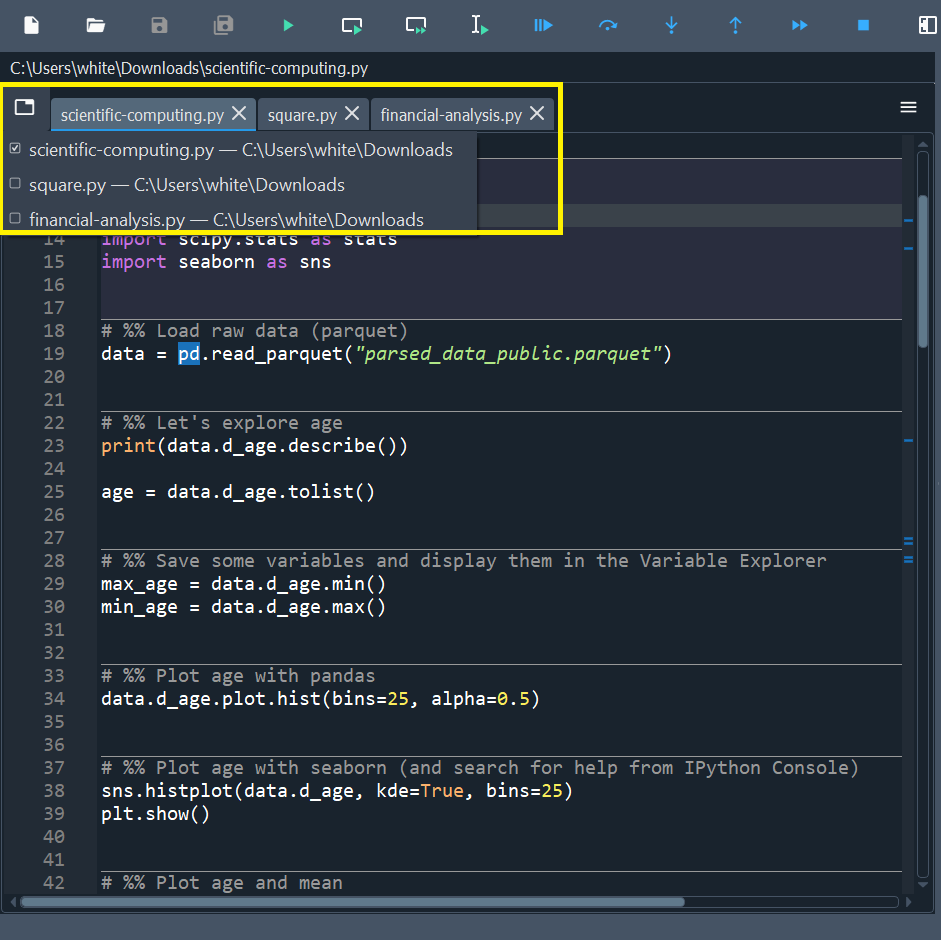 C:\Users\white\Downloads\scientific-computing.py
scientific-computing.py square.py financial-analysis.py
scientific-computing.py — C:\Users\white\Downloads
square.py — C:\Users\white\Downloads
financial-analysis.py — C:\Users\white\Downloads
14 import scipy.stats as stats
15 import seaborn as sns
16
17
18 # %% Load raw data (parquet)
19 data = pd.read_parquet("parsed_data_public.parquet")
20
21
22 # %% Let's explore age
23 print(data.d_age.describe())
24
25 age = data.d_age.tolist()
26
27
28 # %% Save some variables and display them in the Variable Explorer
29 max_age = data.d_age.min()
30 min_age = data.d_age.max()
31
32
33 # %% Plot age with pandas
34 data.d_age.plot.hist(bins=25, alpha=0.5)
35
36
37 # %% Plot age with seaborn (and search for help from IPython Console)
38 sns.histplot(data.d_age, kde=True, bins=25)
39 plt.show()
40
41
42 # %% Plot age and mean